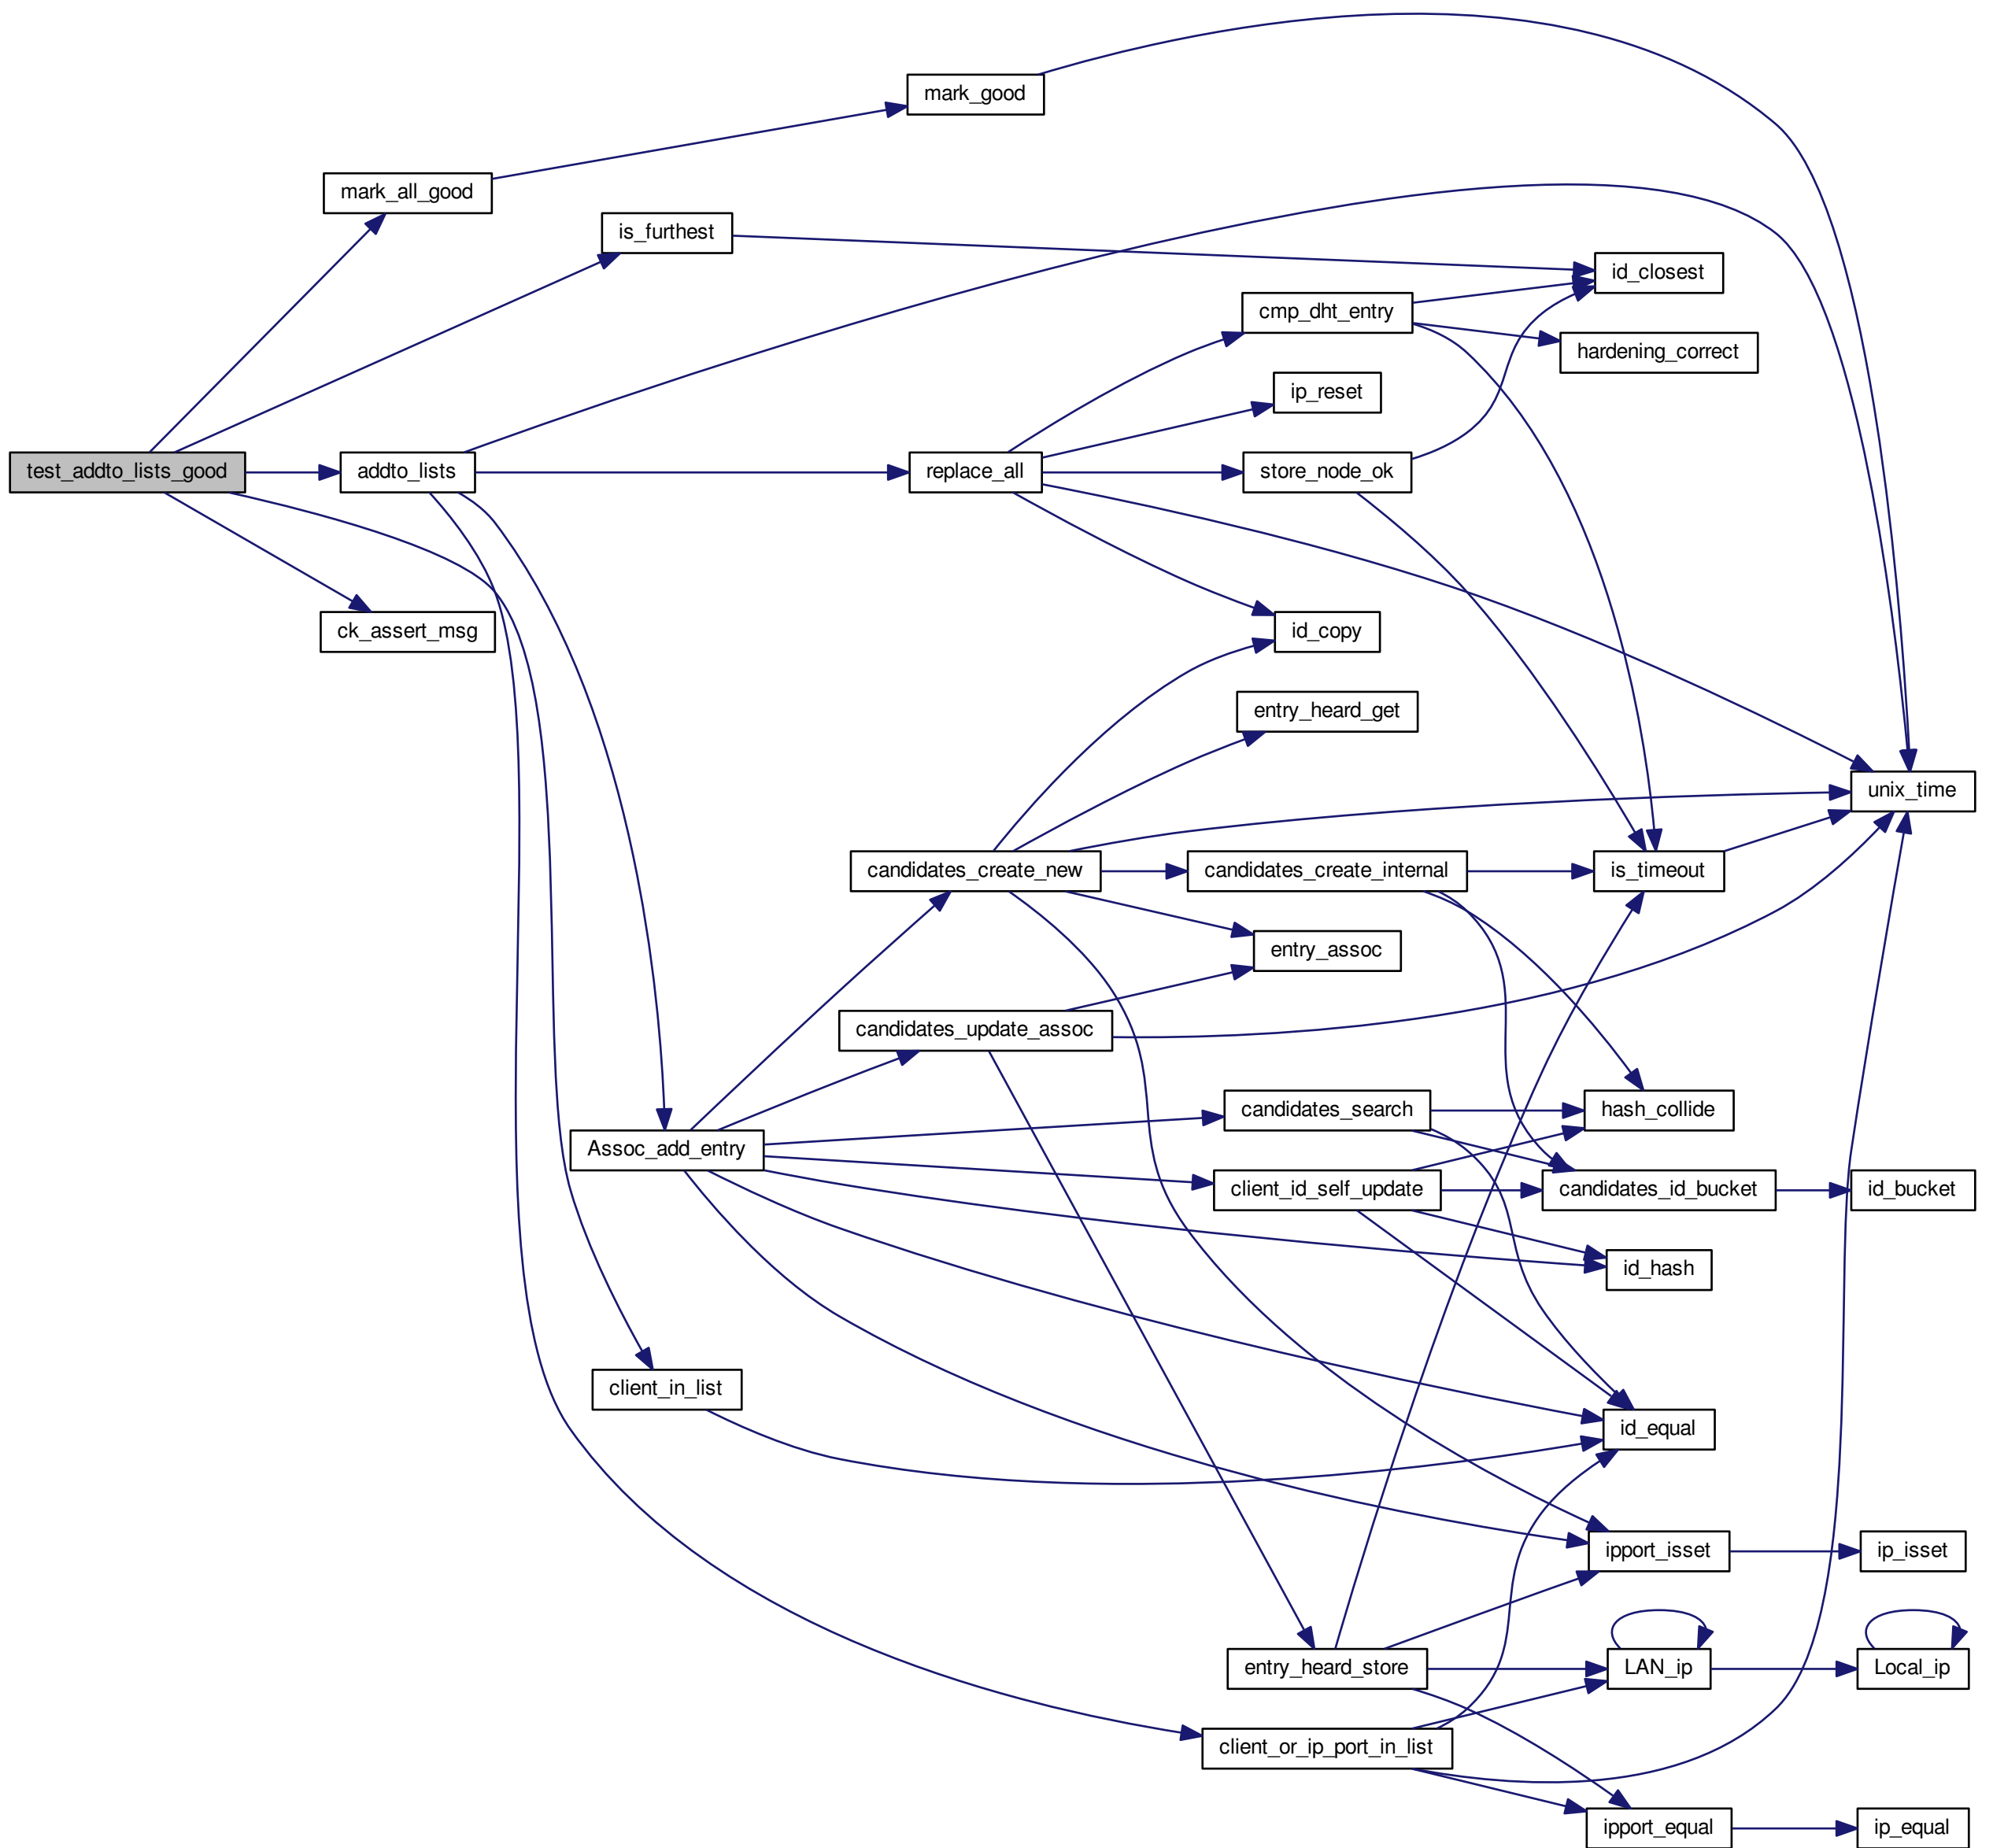 mark_good
mark_all_good
is_furthest
id_closest
cmp_dht_entry
hardening_correct
ip_reset
test_addto_lists_good
addto_lists
replace_all
store_node_ok
ck_assert_msg
id_copy
entry_heard_get
unix_time
candidates_create_new
candidates_create_internal
is_timeout
entry_assoc
candidates_update_assoc
candidates_search
hash_collide
Assoc_add_entry
client_id_self_update
candidates_id_bucket
id_bucket
id_hash
client_in_list
id_equal
ipport_isset
ip_isset
entry_heard_store
LAN_ip
Local_ip
client_or_ip_port_in_list
ipport_equal
ip_equal